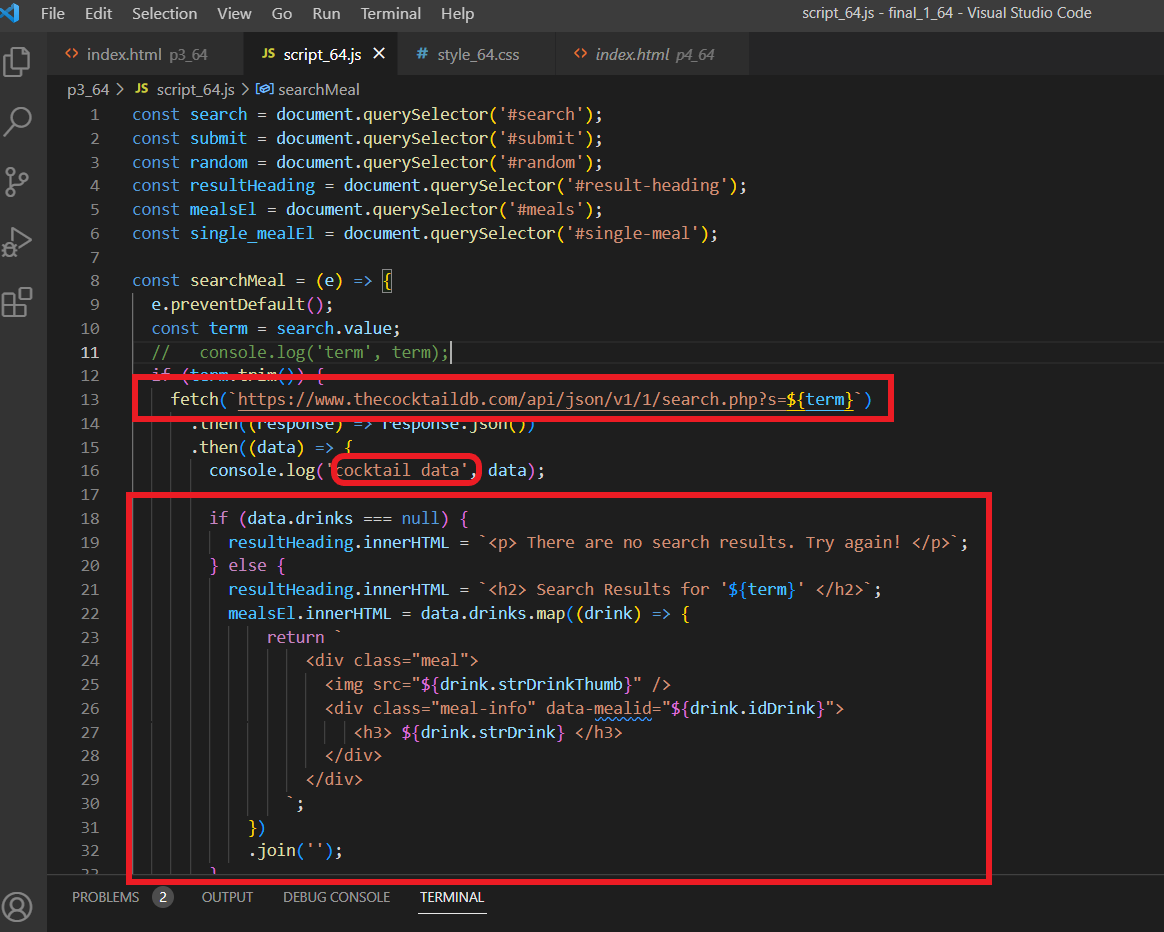 File Edit Selection View Go Run Terminal Help script_64.js - final_1_64 - Visual Studio Code
<> index.html p3_64 JS script_64.js × # style_64.css <> index.html p4_64
p3_64 > JS script_64.js > searchMeal
1 const search = document.querySelector('#search');
2 const submit = document.querySelector('#submit');
3 const random = document.querySelector('#random');
4 const resultHeading = document.querySelector('#result-heading');
5 const mealsEl = document.querySelector('#meals');
6 const single_mealEl = document.querySelector('#single-meal');
7
8 const searchMeal = (e) => {
9 e.preventDefault();
10 const term = search.value;
11 // console.log('term', term);
12 if (term.trim()) {
13 fetch(`https://www.thecocktaildb.com/api/json/v1/1/search.php?s=${term}`)
14 .then((response) => response.json())
15 .then((data) => {
16 console.log('cocktail data', data);
17
18 if (data.drinks === null) {
19 resultHeading.innerHTML = `<p> There are no search results. Try again! </p>`;
20 } else {
21 resultHeading.innerHTML = `<h2> Search Results for '${term}' </h2>`;
22 mealsEl.innerHTML = data.drinks.map((drink) => {
23 return `
24 <div class="meal">
25 <img src="${drink.strDrinkThumb}" />
26 <div class="meal-info" data-mealid="${drink.idDrink}">
27 <h3> ${drink.strDrink} </h3>
28 </div>
29 </div>
30 `;
31 })
32 .join('');
33 }
PROBLEMS 2 OUTPUT DEBUG CONSOLE TERMINAL